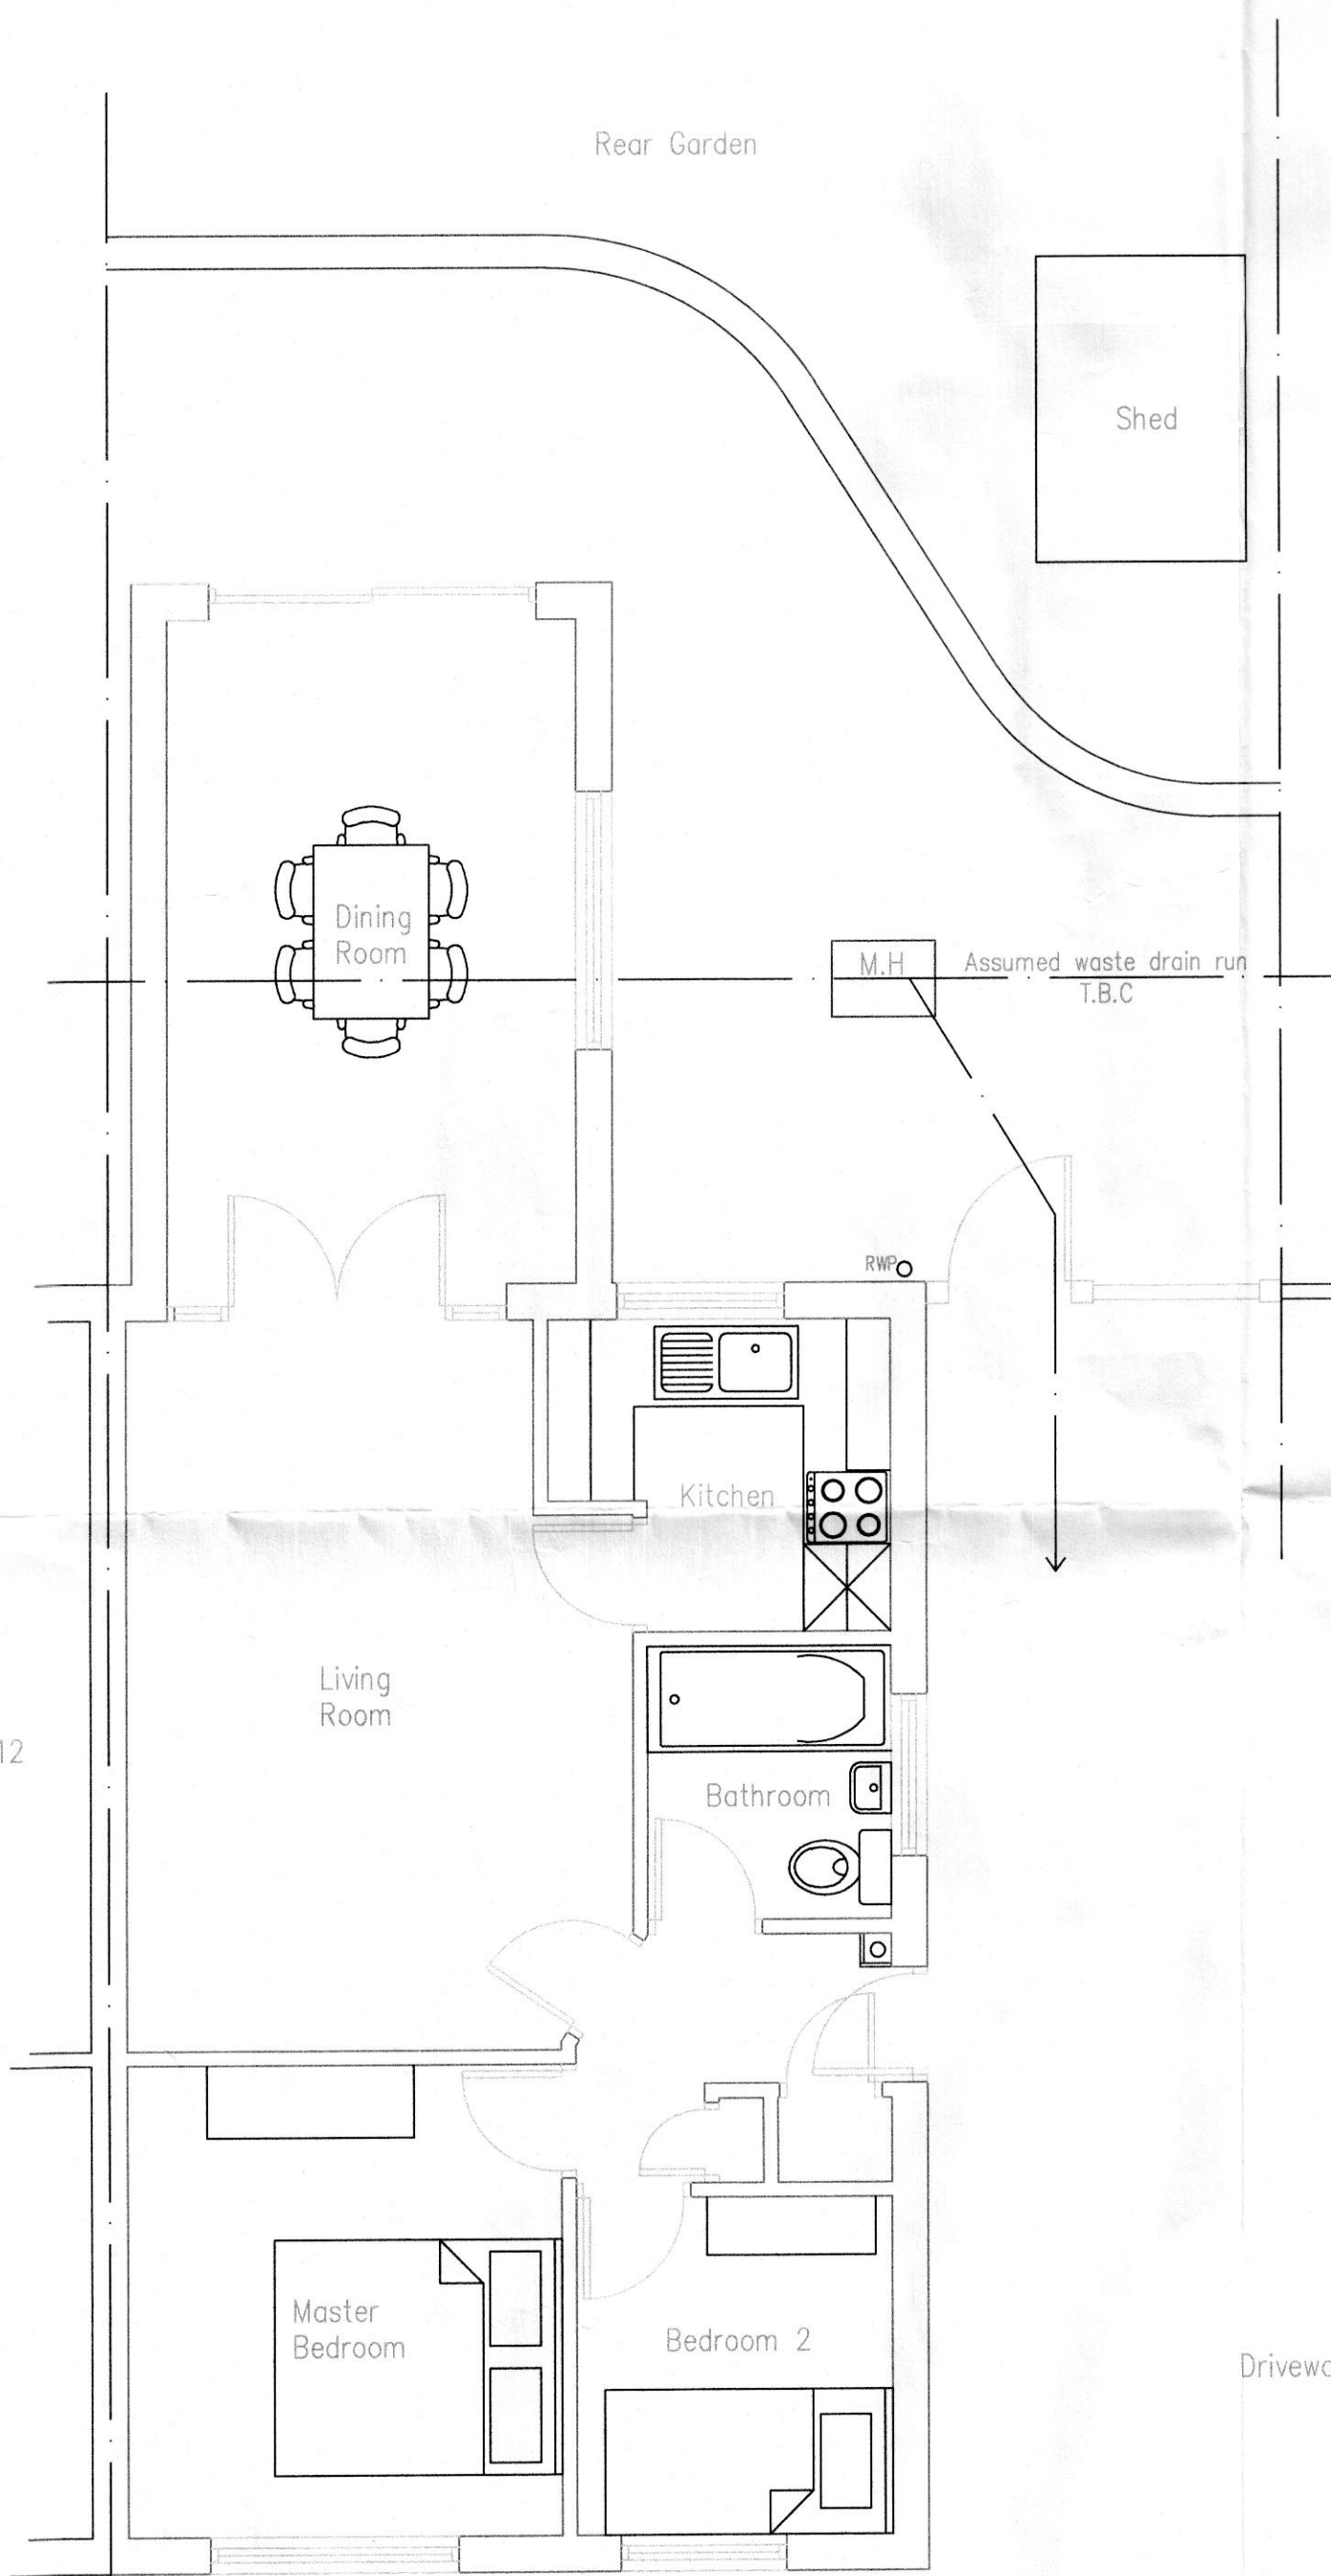 Rear Garden
Shed
Dining
Room
M.H
Assumed waste drain run
T.B.C
RWP
Kitchen
Living
Room
12
Bathroom
Master
Bedroom
Bedroom 2